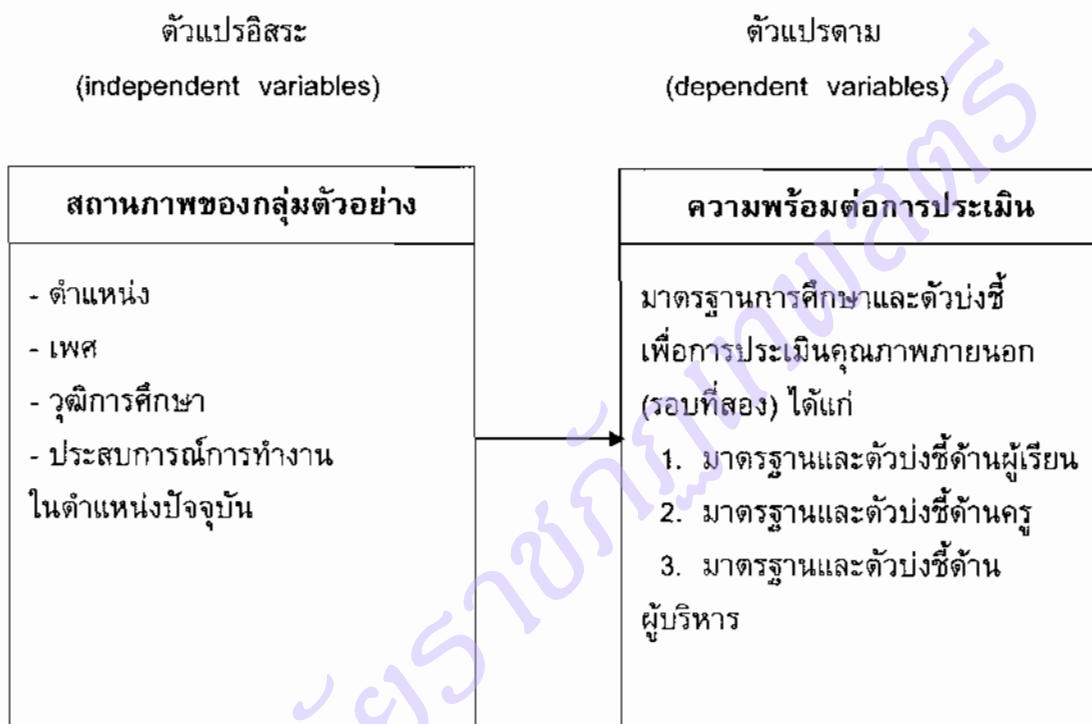 ตัวแปรอิสระ
(independent variables)
ตัวแปรตาม
(dependent variables)
สถานภาพของกลุ่มตัวอย่าง
- ตำแหน่ง
- เพศ
- วุฒิการศึกษา
- ประสบการณ์การทำงาน
ในตำแหน่งปัจจุบัน
ความพร้อมต่อการประเมิน
มาตรฐานการศึกษาและตัวบ่งชี้
เพื่อการประเมินคุณภาพภายนอก
(รอบที่สอง) ได้แก่
1. มาตรฐานและตัวบ่งชี้ด้านผู้เรียน
2. มาตรฐานและตัวบ่งชี้ด้านครู
3. มาตรฐานและตัวบ่งชี้ด้าน
ผู้บริหาร